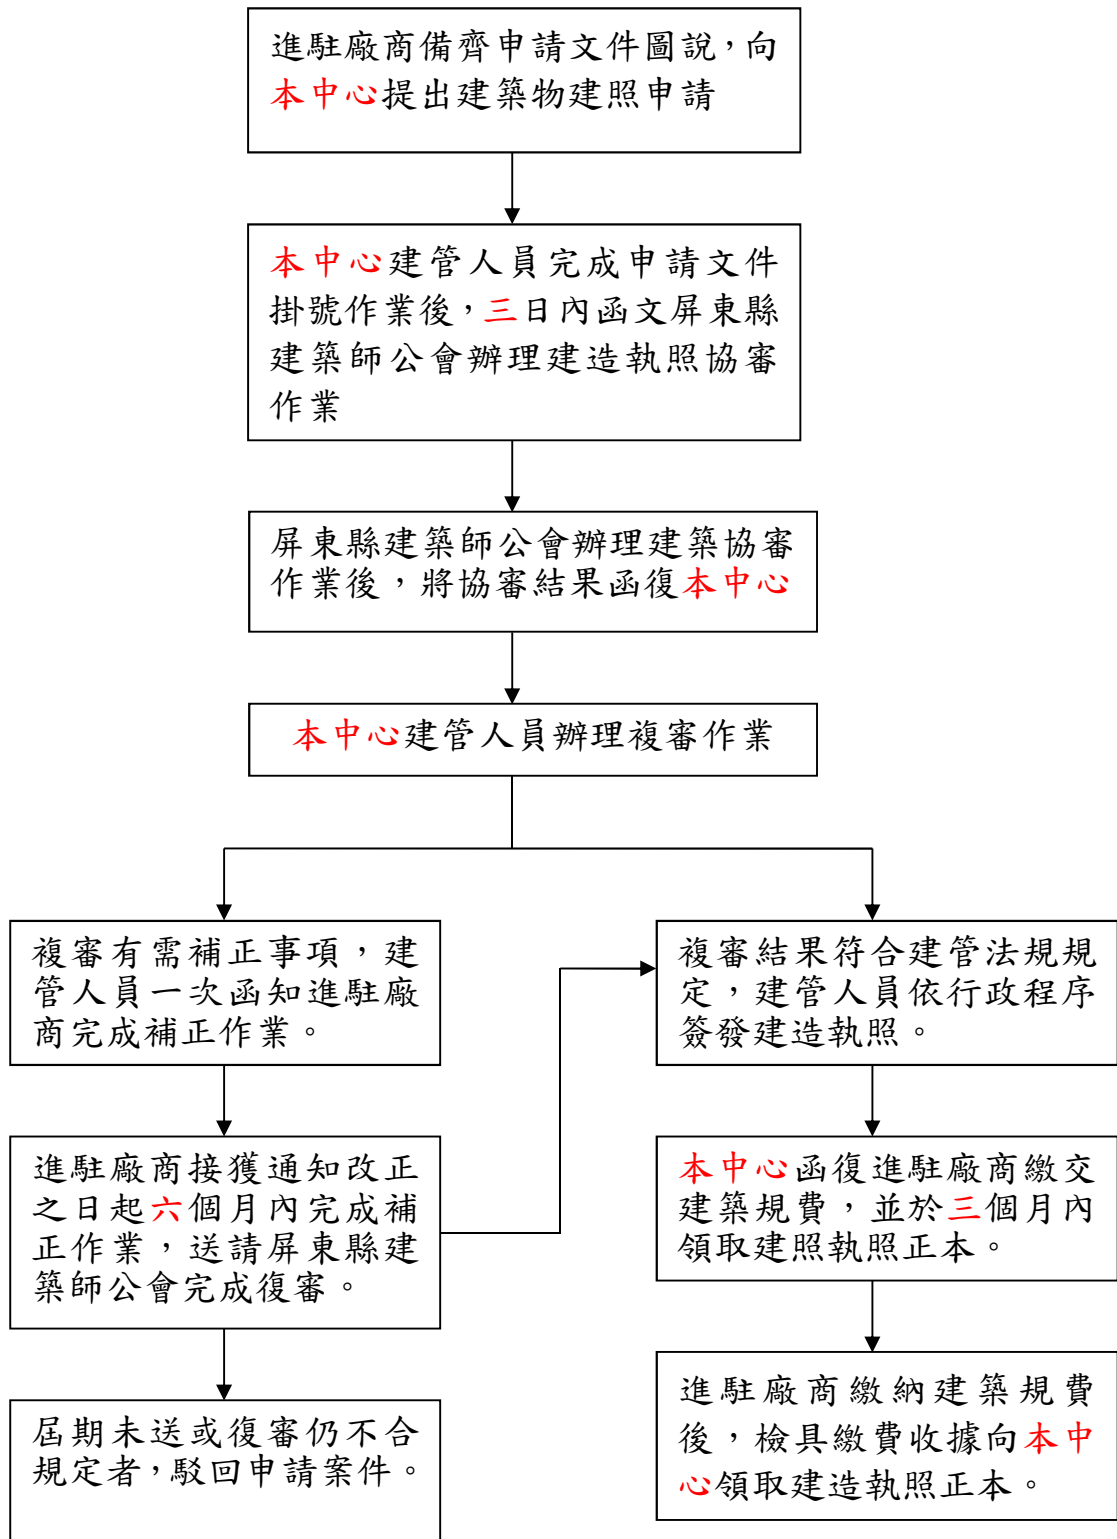 進駐廠商備齊申請文件圖說，向
本中心提出建築物建照申請
本中心建管人員完成申請文件
掛號作業後，三日內函文屏東縣
建築師公會辦理建造執照協審
作業
屏東縣建築師公會辦理建築協審
作業後，將協審結果函復本中心
本中心建管人員辦理複審作業
複審有需補正事項，建
管人員一次函知進駐廠
商完成補正作業。
進駐廠商接獲通知改正
之日起六個月內完成補
正作業，送請屏東縣建
築師公會完成復審。
屆期未送或復審仍不合
規定者，駁回申請案件。
複審結果符合建管法規規
定，建管人員依行政程序
簽發建造執照。
本中心函復進駐廠商繳交
建築規費，並於三個月內
領取建照執照正本。
進駐廠商繳納建築規費
後，檢具繳費收據向本中
心領取建造執照正本。